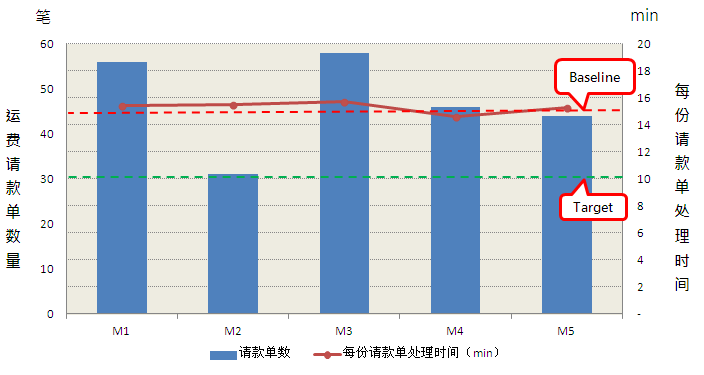 笔
min
60
50
40
30
20
10
0
20
18
16
14
12
10
8
6
4
2
-
运费请款单数量
每份请款单处理时间
Baseline
Target
M1 M2 M3 M4 M5
请款单数 每份请款单处理时间（min）